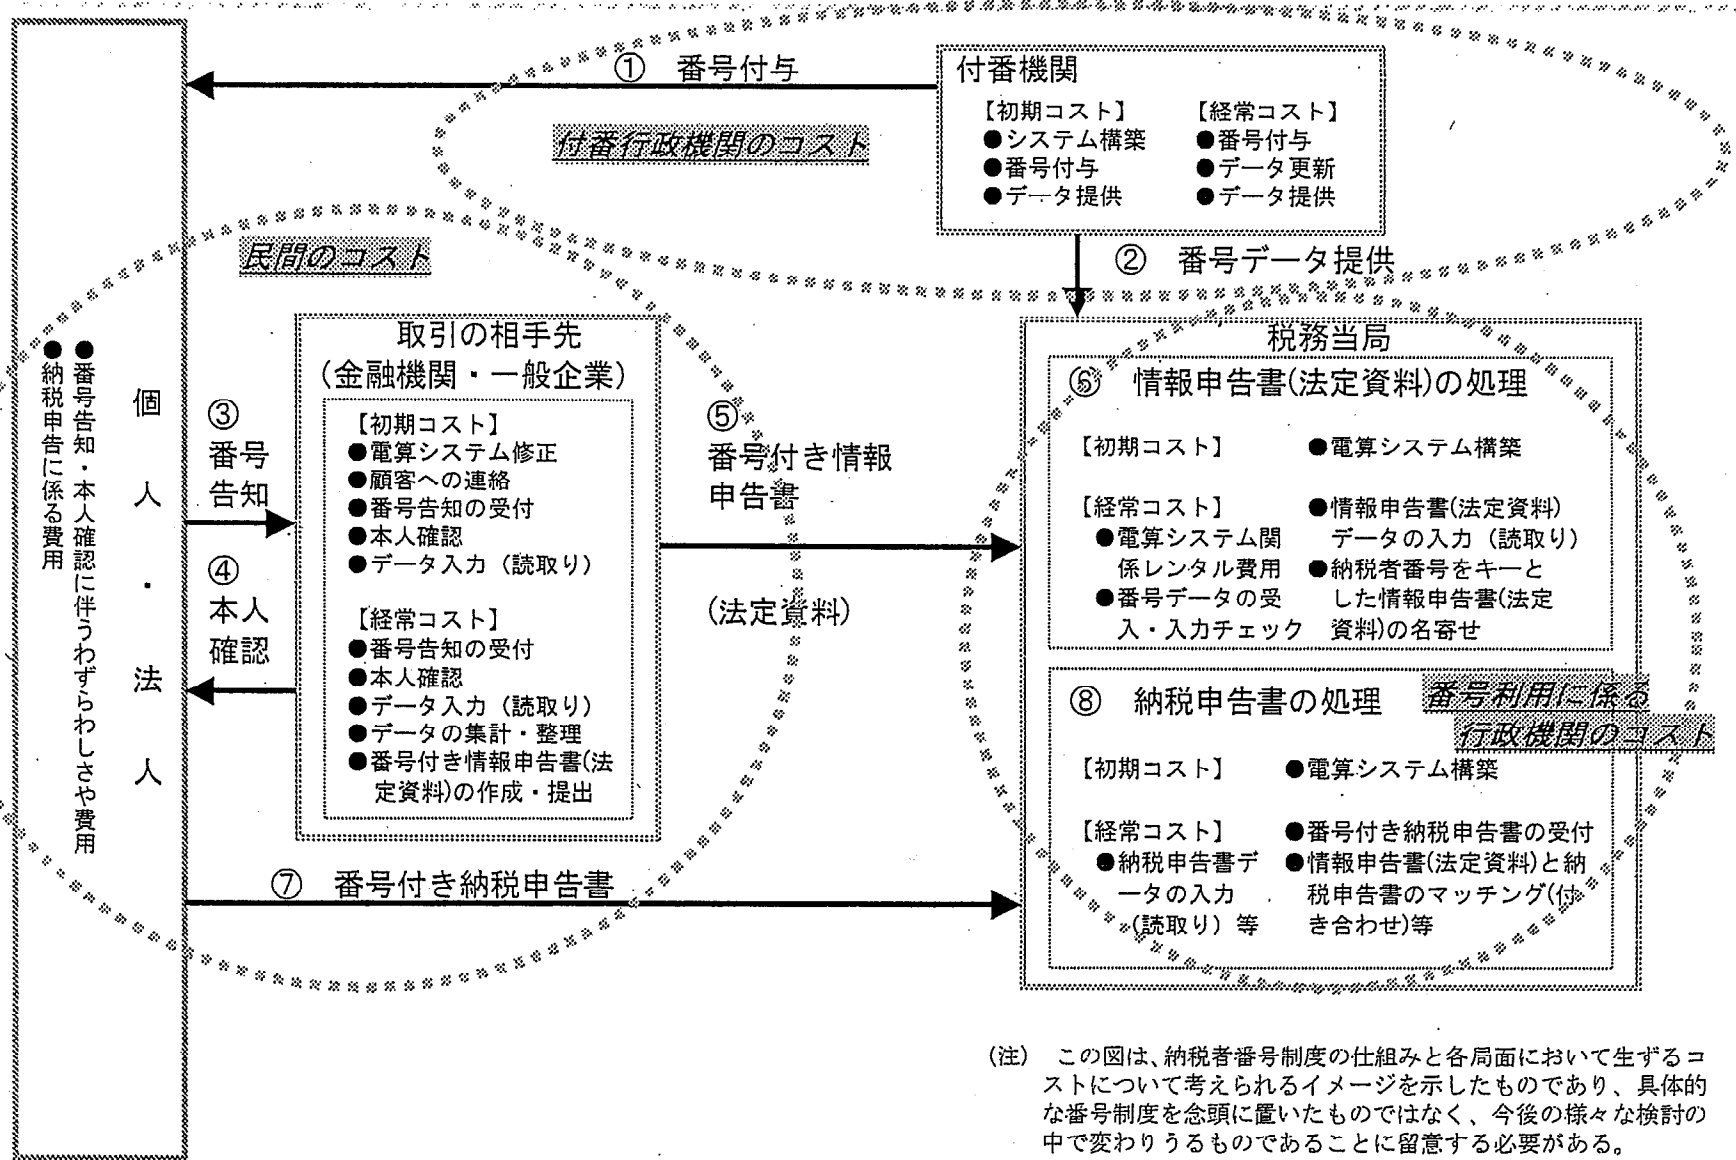 ① 番号付与
付番機関
【初期コスト】
●システム構築
●番号付与
●データ提供
【経常コスト】
●番号付与
●データ更新
●データ提供
付番行政機関のコスト
② 番号データ提供
民間のコスト
個人・法人
●番号告知・本人確認に伴うわずらわしさや費用
●納税申告に係る費用
③
番号
告知
④
本人
確認
取引の相手先
(金融機関・一般企業)
【初期コスト】
●電算システム修正
●顧客への連絡
●番号告知の受付
●本人確認
●データ入力（読取り）
【経常コスト】
●番号告知の受付
●本人確認
●データ入力（読取り）
●データの集計・整理
●番号付き情報申告書(法
定資料)の作成・提出
⑤
番号付き情報
申告書
(法定資料)
税務当局
⑥ 情報申告書(法定資料)の処理
【初期コスト】
●電算システム構築
【経常コスト】
●電算システム関
係レンタル費用
●番号データの受
入・入力チェック
●情報申告書(法定資料)
データの入力（読取り）
●納税者番号をキーと
した情報申告書(法定
資料)の名寄せ
⑧ 納税申告書の処理
番号利用に係る
行政機関のコスト
【初期コスト】
●電算システム構築
【経常コスト】
●納税申告書デ
ータの入力
（読取り）等
●番号付き納税申告書の受付
●情報申告書(法定資料)と納
税申告書のマッチング(付
き合わせ)等
⑦ 番号付き納税申告書
(注) この図は、納税者番号制度の仕組みと各局面において生ずるコ
ストについて考えられるイメージを示したものであり、具体的
な番号制度を念頭に置いたものではなく、今後の様々な検討の
中で変わりうるものであることに留意する必要がある。